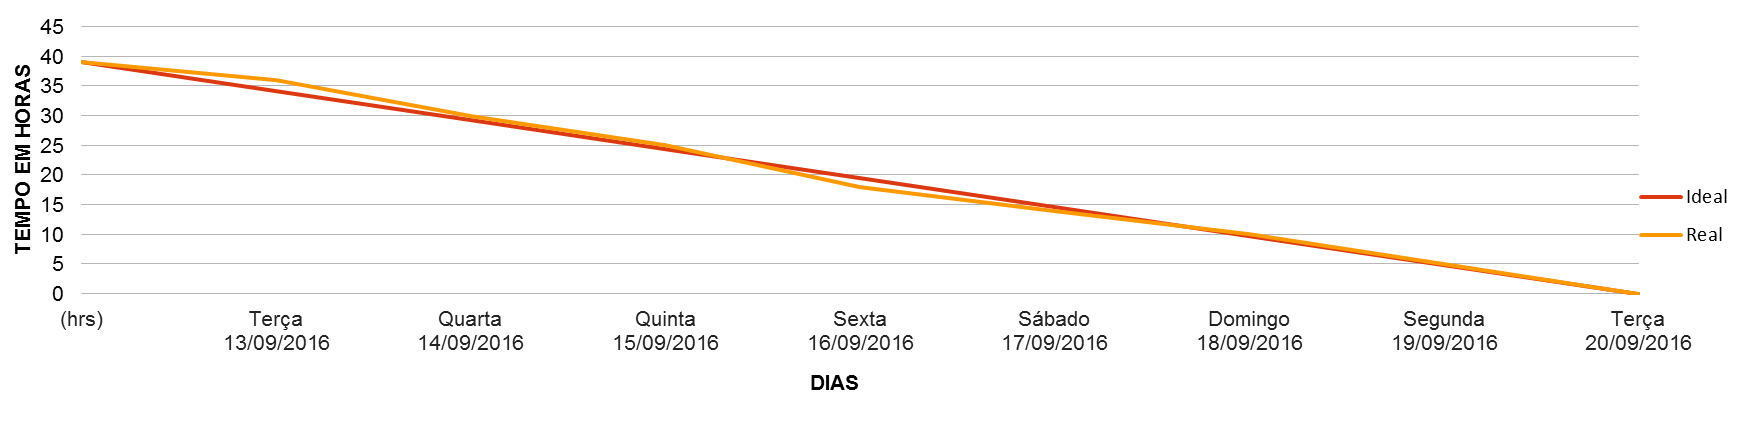 TEMPO EM HORAS
45
40
35
30
25
20
15
10
5
0
(hrs)
Terça
13/09/2016
Quarta
14/09/2016
Quinta
15/09/2016
Sexta
16/09/2016
Sábado
17/09/2016
Domingo
18/09/2016
Segunda
19/09/2016
Terça
20/09/2016
DIAS
Ideal
Real